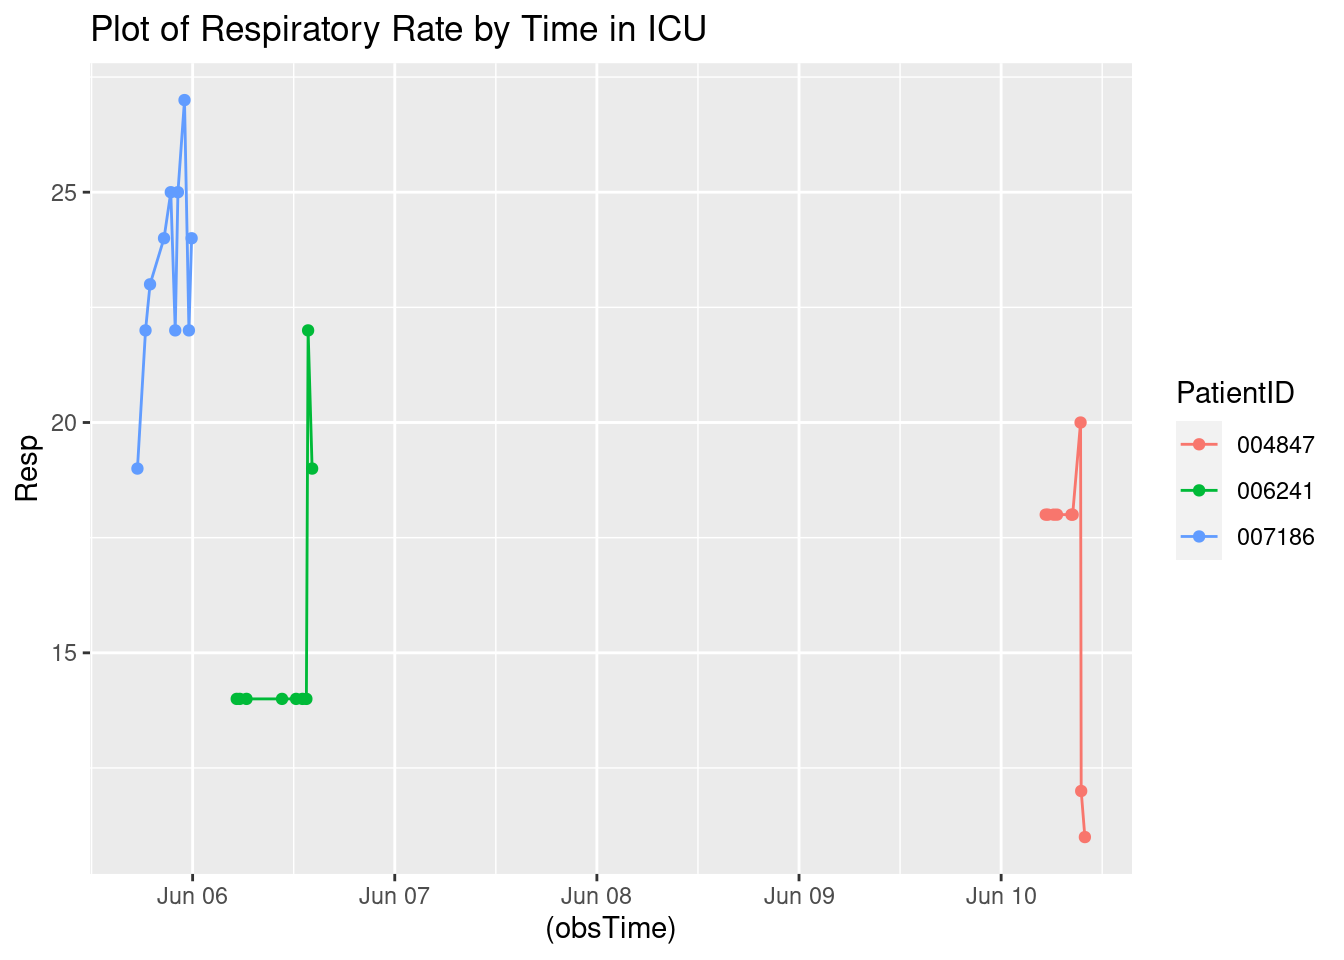 Plot of Respiratory Rate by Time in ICU
25
20
15
Resp
Jun 06
Jun 07
Jun 08
Jun 09
Jun 10
(obsTime)
PatientID
004847
006241
007186